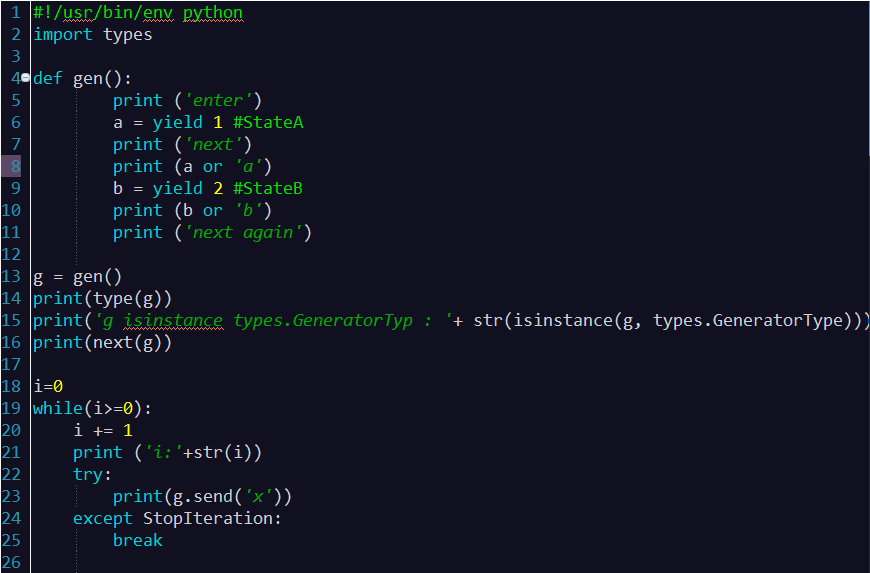 1 #!/usr/bin/env python
2 import types
3
4 def gen():
5         print ('enter')
6         a = yield 1 #StateA
7         print ('next')
8         print (a or 'a')
9         b = yield 2 #StateB
10         print (b or 'b')
11         print ('next again')
12
13 g = gen()
14 print(type(g))
15 print('g isinstance types.GeneratorTyp : '+ str(isinstance(g, types.GeneratorType)))
16 print(next(g))
17
18 i=0
19 while(i>=0):
20     i += 1
21     print ('i:'+str(i))
22     try:
23         print(g.send('x'))
24     except StopIteration:
25         break
26